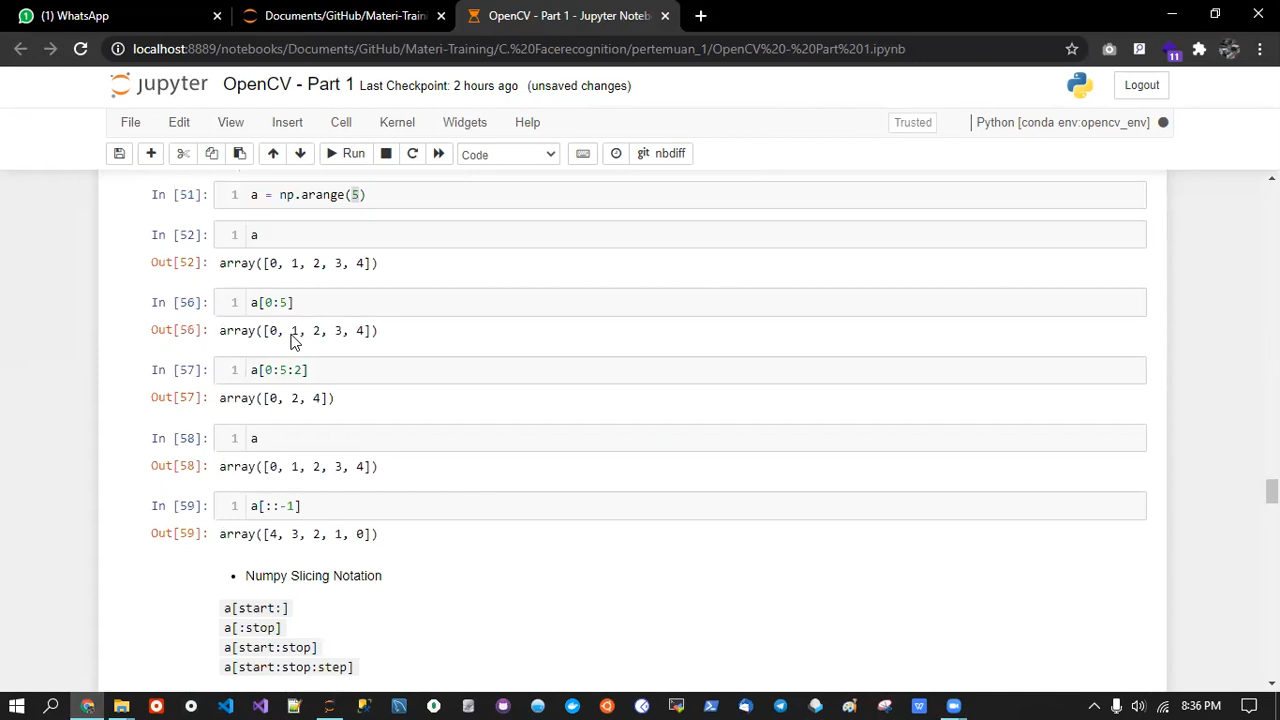 (1) WhatsApp
Documents/GitHub/Materi-Train
OpenCV - Part 1 - Jupyter Noteb
localhost:8889/notebooks/Documents/GitHub/Materi-Training/C.%20Facerecognition/pertemuan_1/OpenCV%20-%20Part%201.ipynb
11
jupyter OpenCV - Part 1 Last Checkpoint: 2 hours ago (unsaved changes)
Logout
File Edit View Insert Cell Kernel Widgets Help
Trusted
Python [conda env:opencv_env]
Run
Code
nbdiff
In [51]: 1 a = np.arange(5)
In [52]: 1 a
Out[52]: array([0, 1, 2, 3, 4])
In [56]: 1 a[0:5]
Out[56]: array([0, 1, 2, 3, 4])
In [57]: 1 a[0:5:2]
Out[57]: array([0, 2, 4])
In [58]: 1 a
Out[58]: array([0, 1, 2, 3, 4])
In [59]: 1 a[::-1]
Out[59]: array([4, 3, 2, 1, 0])
• Numpy Slicing Notation
a[start:]
a[:stop]
a[start:stop]
a[start:stop:step]
8:36 PM